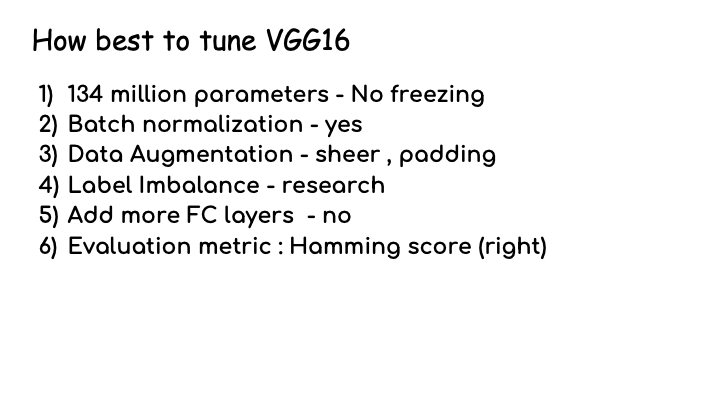 How best to tune VGG16
1) 134 million parameters - No freezing
2) Batch normalization - yes
3) Data Augmentation - sheer , padding
4) Label Imbalance - research
5) Add more FC layers - no
6) Evaluation metric : Hamming score (right)